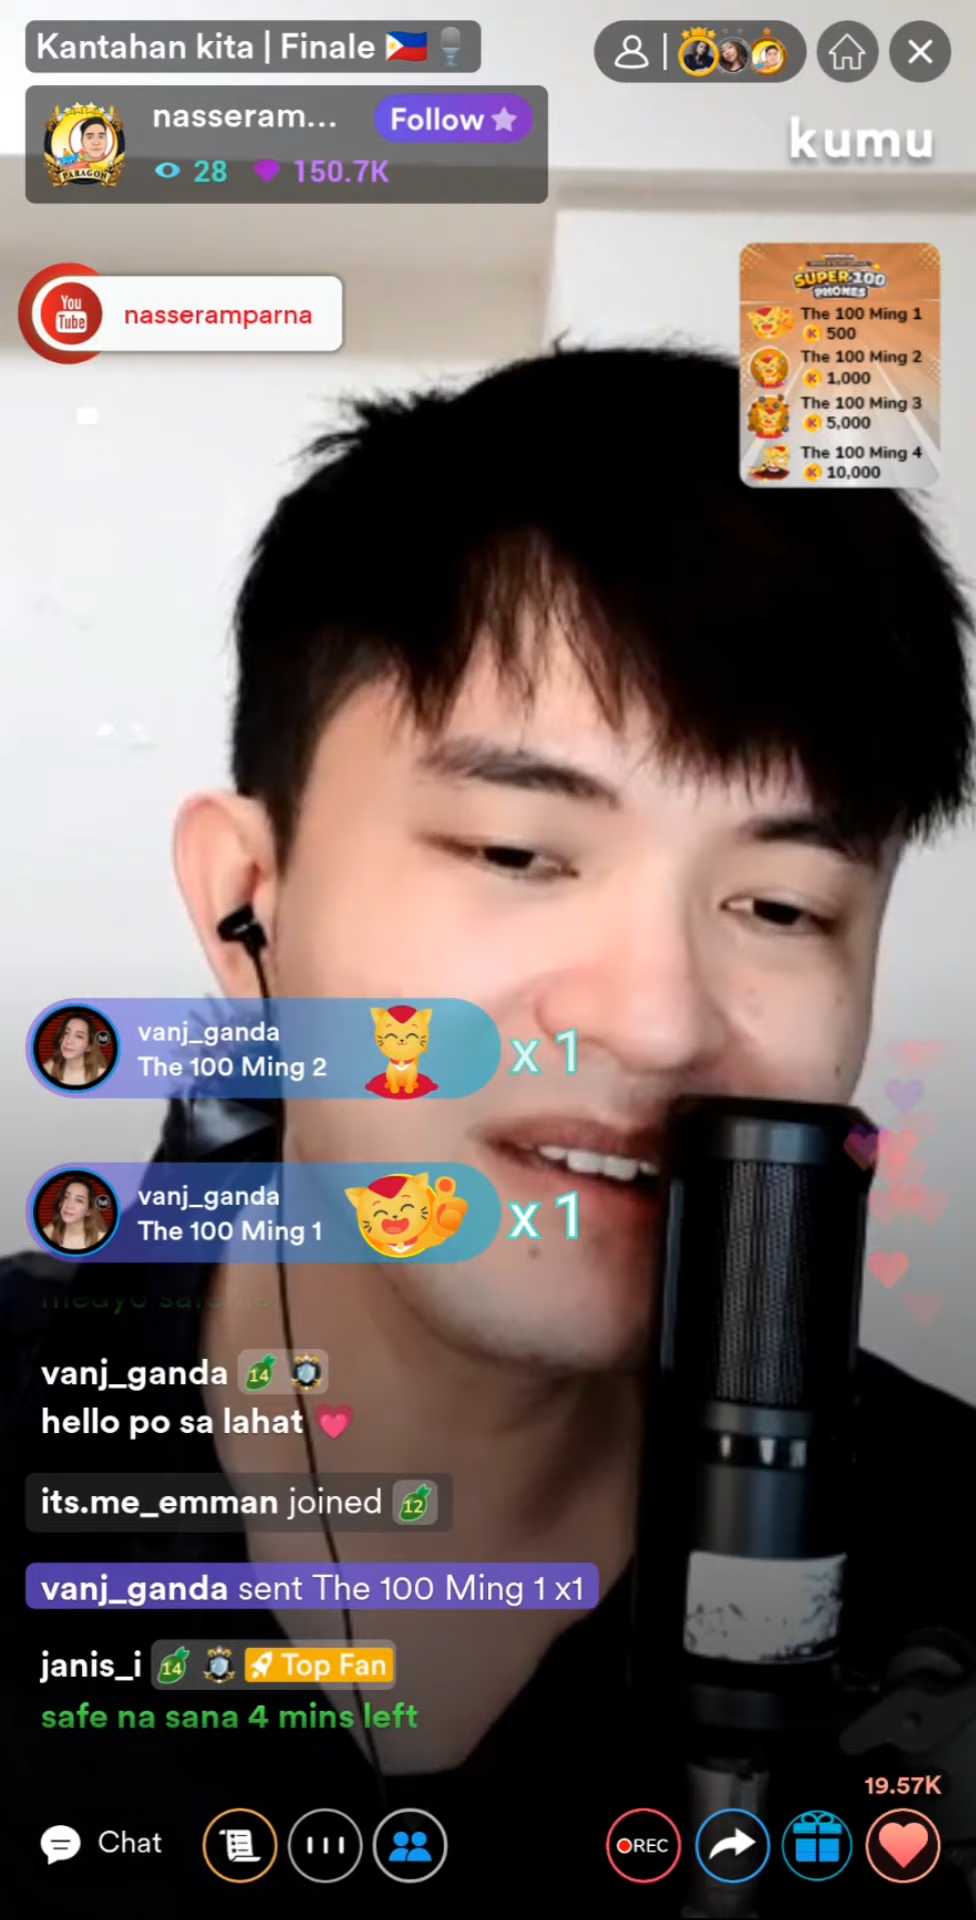 Kantahan kita | Finale
nasseram...
Follow
28
150.7K
PARAGON
kumu
You
Tube
nasseramparna
SUPER 100
PHONES
The 100 Ming 1
K 500
The 100 Ming 2
K 1,000
The 100 Ming 3
K 5,000
The 100 Ming 4
K 10,000
vanj_ganda
The 100 Ming 2
x 1
vanj_ganda
The 100 Ming 1
x 1
vanj_ganda 14
hello po sa lahat
its.me_emman joined 12
vanj_ganda sent The 100 Ming 1 x1
janis_i 14 Top Fan
safe na sana 4 mins left
19.57K
Chat
REC